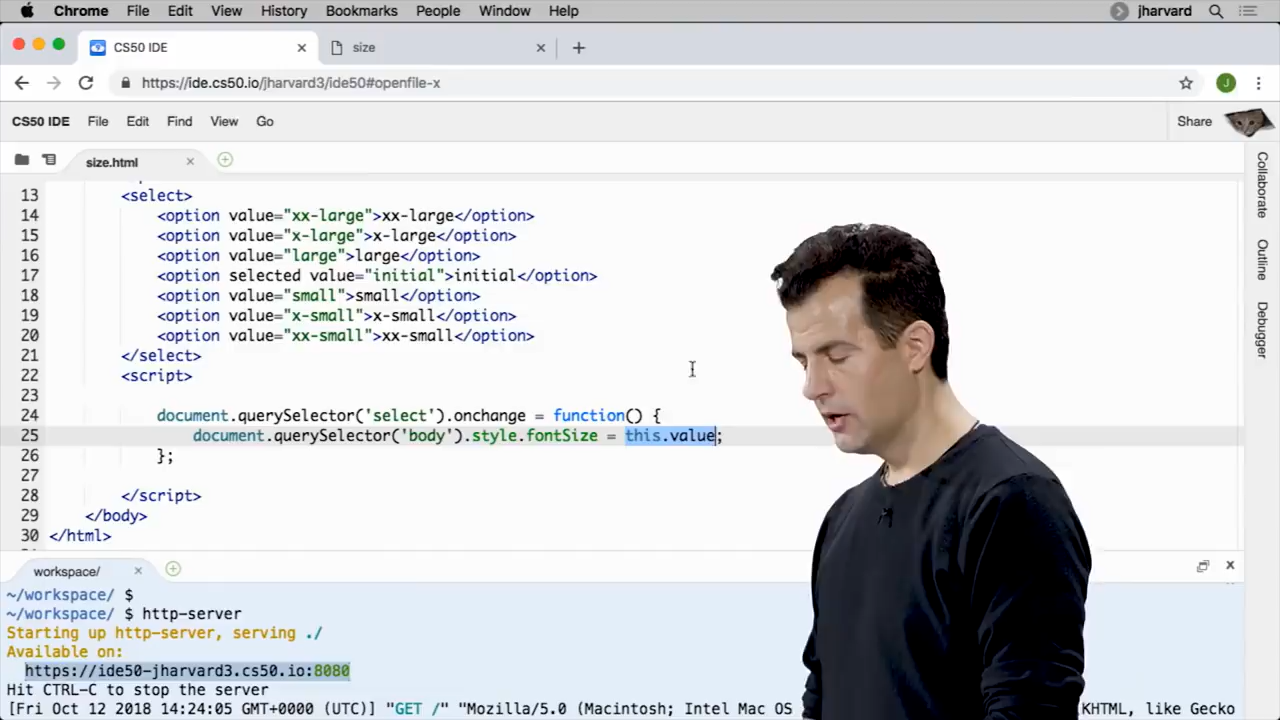 Chrome File Edit View History Bookmarks People Window Help jharvard
CS50 IDE size
https://ide.cs50.io/jharvard3/ide50#openfile-x J
CS50 IDE File Edit Find View Go Share
size.html
Collaborate
Outline
Debugger
13 <select>
14 <option value="xx-large">xx-large</option>
15 <option value="x-large">x-large</option>
16 <option value="large">large</option>
17 <option selected value="initial">initial</option>
18 <option value="small">small</option>
19 <option value="x-small">x-small</option>
20 <option value="xx-small">xx-small</option>
21 </select>
22 <script>
23
24 document.querySelector('select').onchange = function() {
25 document.querySelector('body').style.fontSize = this.value;
26 };
27
28 </script>
29 </body>
30 </html>
workspace/
~/workspace/ $
~/workspace/ $ http-server
Starting up http-server, serving ./
Available on:
https://ide50-jharvard3.cs50.io:8080
Hit CTRL-C to stop the server
[Fri Oct 12 2018 14:24:05 GMT+0000 (UTC)] "GET /" "Mozilla/5.0 (Macintosh; Intel Mac OS KHTML, like Gecko